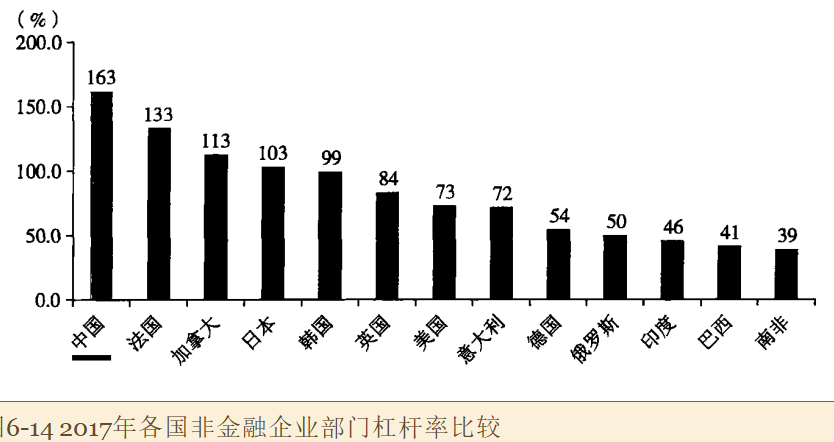 (%)
200.0
150.0
100.0
50.0
0.0
163
133
113
103
99
84
73
72
54
50
46
41
39
中国
法国
加拿大
日本
韩国
英国
美国
意大利
德国
俄罗斯
印度
巴西
南非
6-14 2017年各国非金融企业部门杠杆率比较